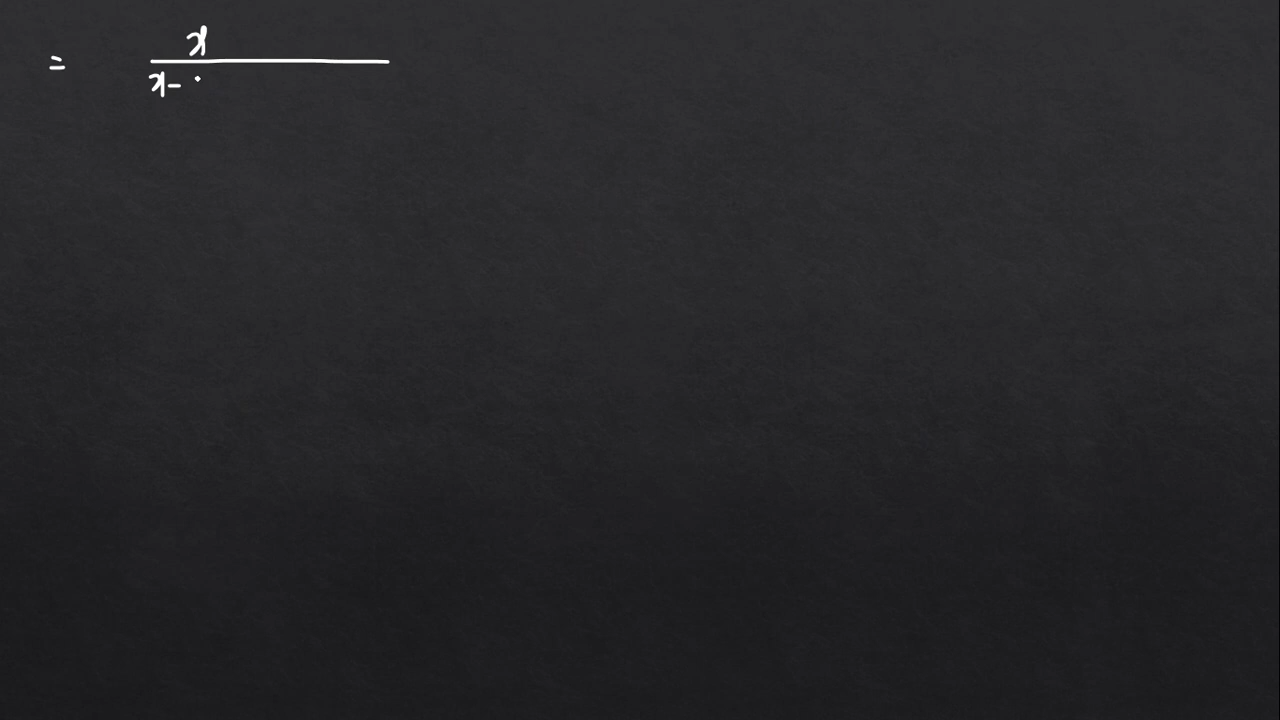 = x
x-